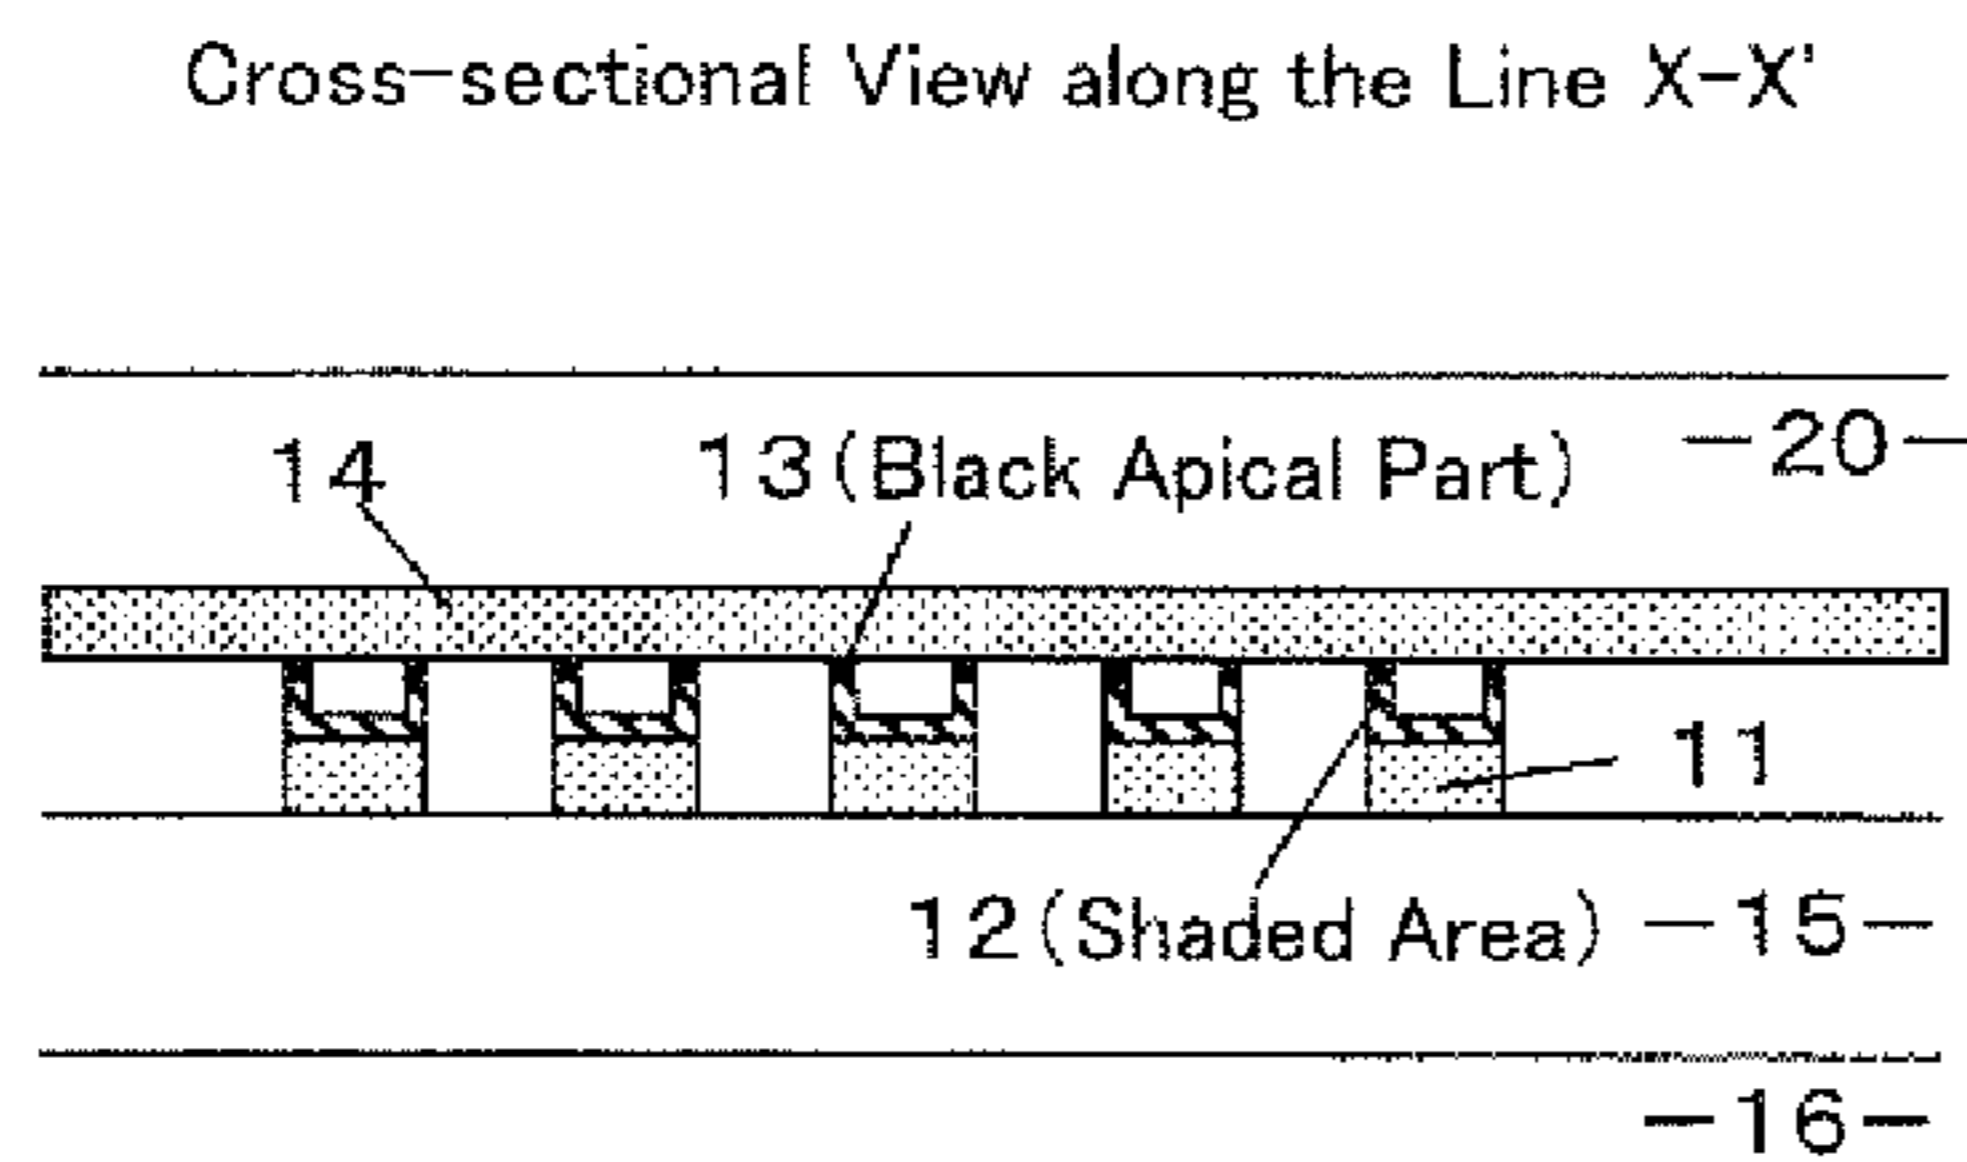 Cross-sectional View along the Line X-X'
-20-
14 13(Black Apical Part)
11
12(Shaded Area) -15-
-16-